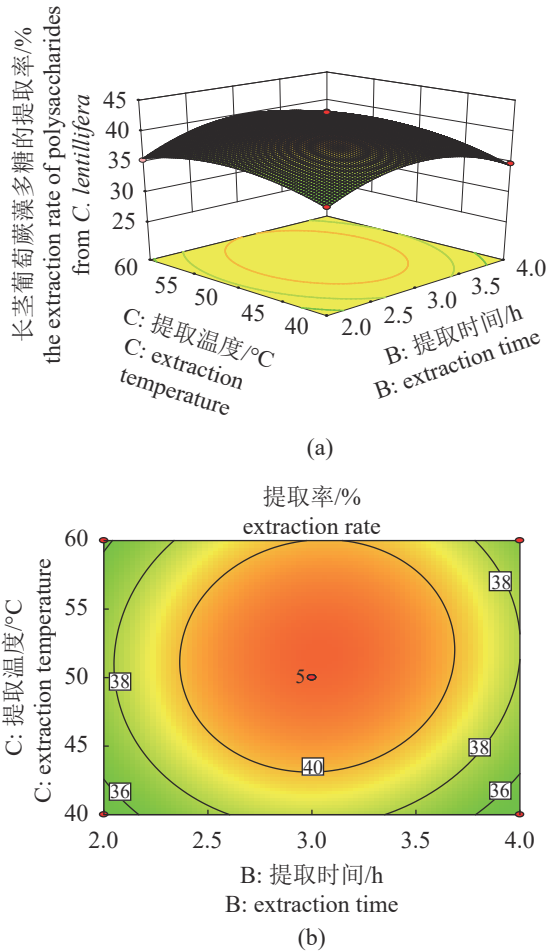 长茎葡萄蕨藻多糖的提取率/%
the extraction rate of polysaccharides
from C. lentillifera
45
40
35
30
25
60
55
50
45
40
2.0
2.5
3.0
3.5
4.0
C: 提取温度/°C
C: extraction
temperature
B: 提取时间/h
B: extraction time
(a)
提取率/%
extraction rate
C: 提取温度/°C
C: extraction temperature
60
55
50
45
40
38
38
5
40
38
36
36
2.0 2.5 3.0 3.5 4.0
B: 提取时间/h
B: extraction time
(b)